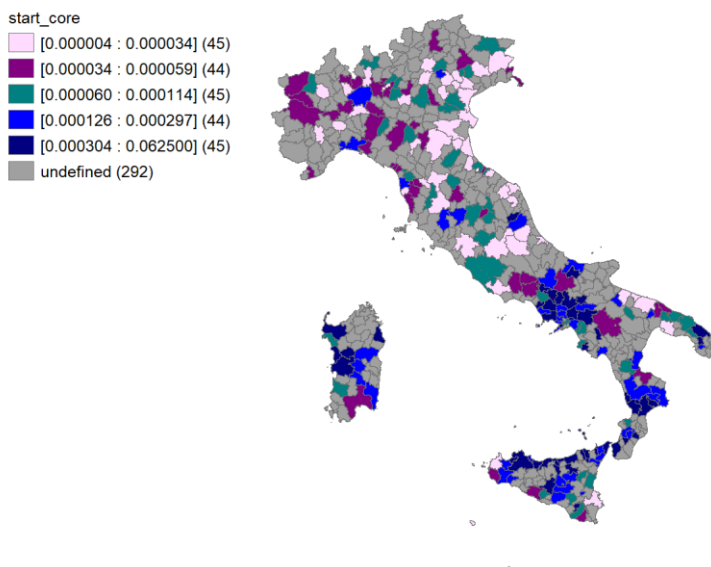 start_core
[0.000004 : 0.000034] (45)
[0.000034 : 0.000059] (44)
[0.000060 : 0.000114] (45)
[0.000126 : 0.000297] (44)
[0.000304 : 0.062500] (45)
undefined (292)